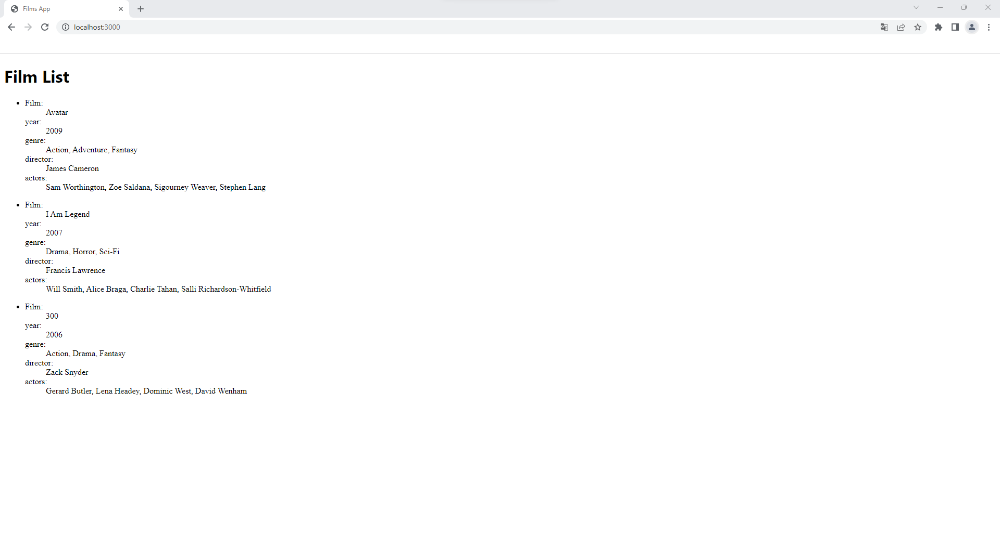 Films App
localhost:3000
Film List
Film:
Avatar
year:
2009
genre:
Action, Adventure, Fantasy
director:
James Cameron
actors:
Sam Worthington, Zoe Saldana, Sigourney Weaver, Stephen Lang
Film:
I Am Legend
year:
2007
genre:
Drama, Horror, Sci-Fi
director:
Francis Lawrence
actors:
Will Smith, Alice Braga, Charlie Tahan, Salli Richardson-Whitfield
Film:
300
year:
2006
genre:
Action, Drama, Fantasy
director:
Zack Snyder
actors:
Gerard Butler, Lena Headey, Dominic West, David Wenham